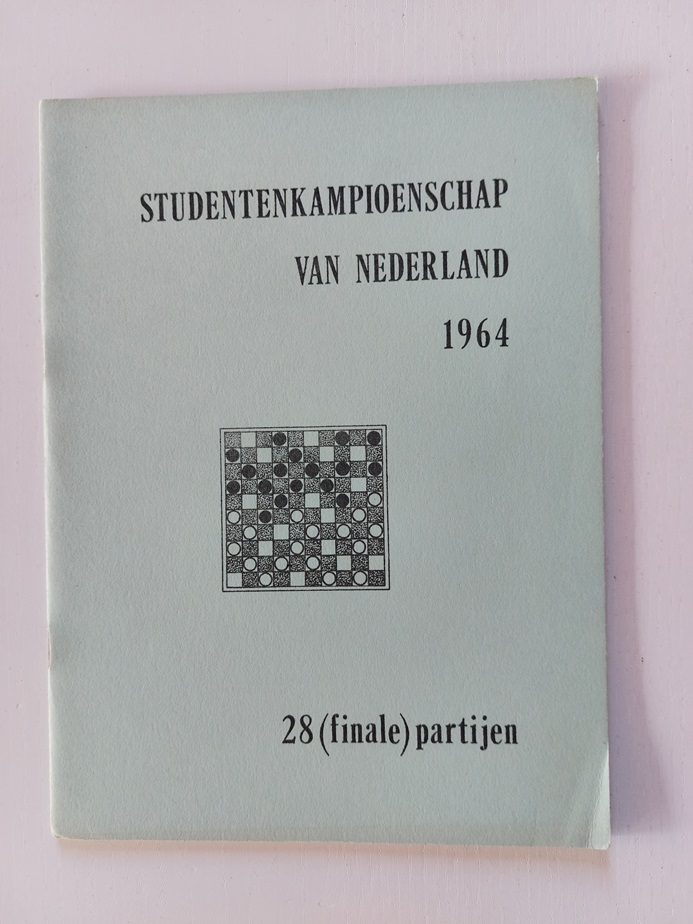 STUDENTENKAMPIOENSCHAP
VAN NEDERLAND
1964
28 (finale) partijen